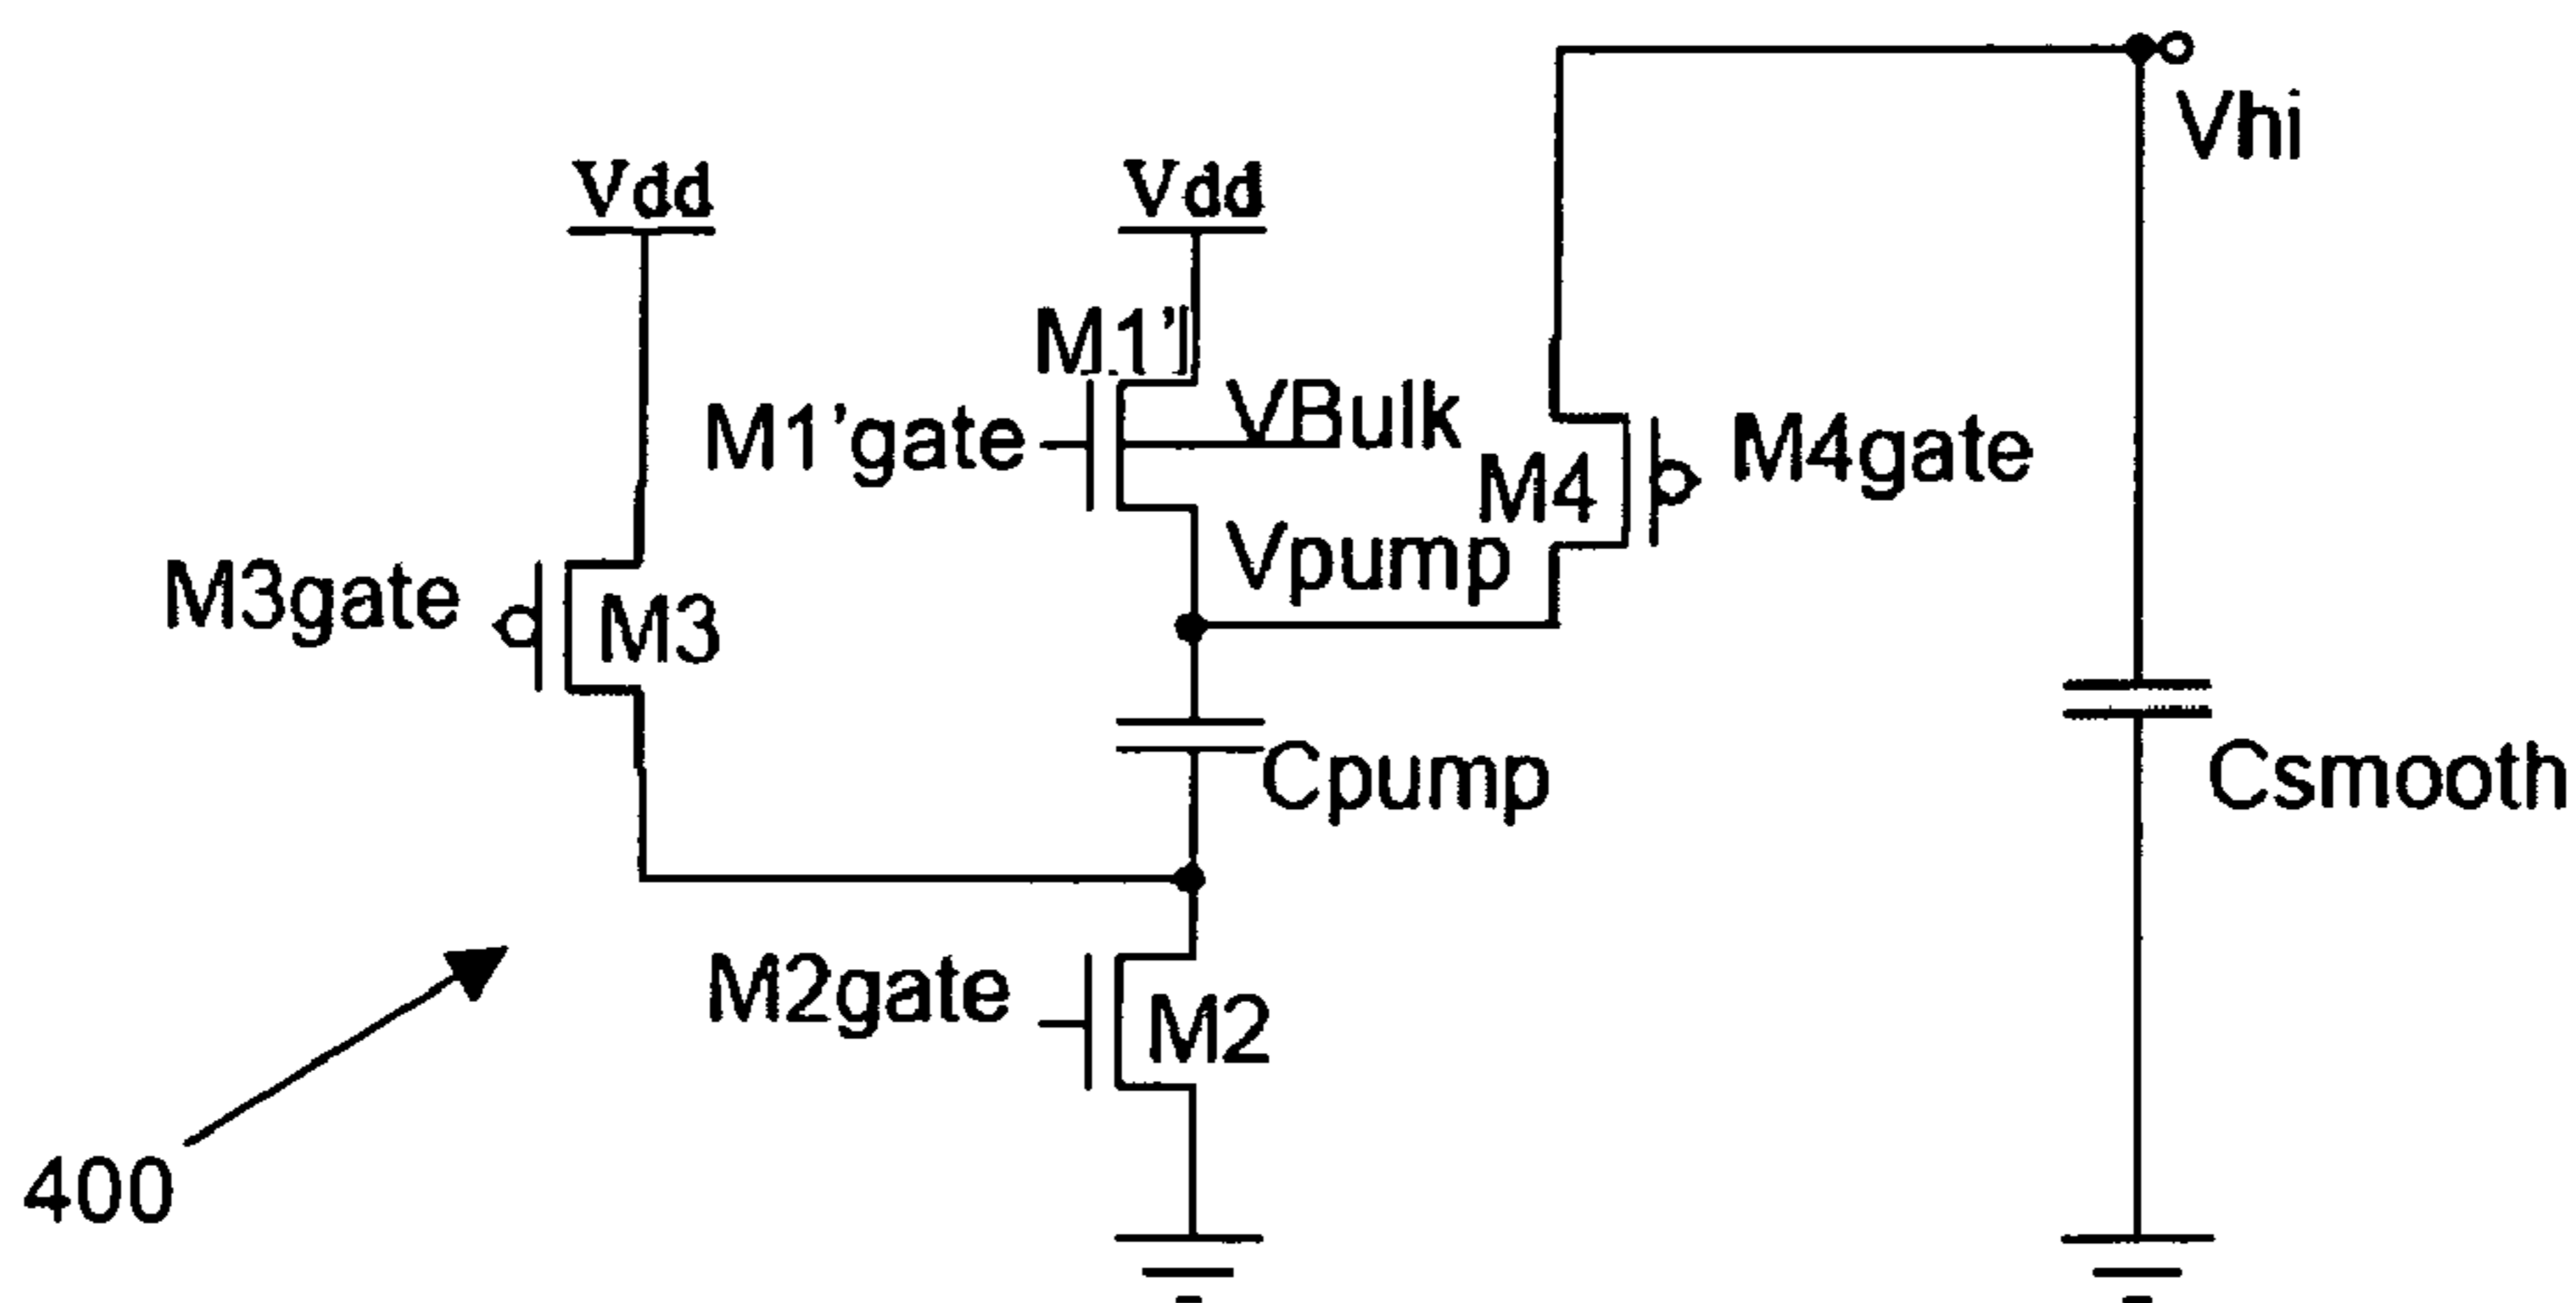 Vhi
Vdd
Vdd
M1'
VBulk
M1'gate
M4gate
M4
Vpump
M3gate
M3
Cpump
Csmooth
M2gate
M2
400